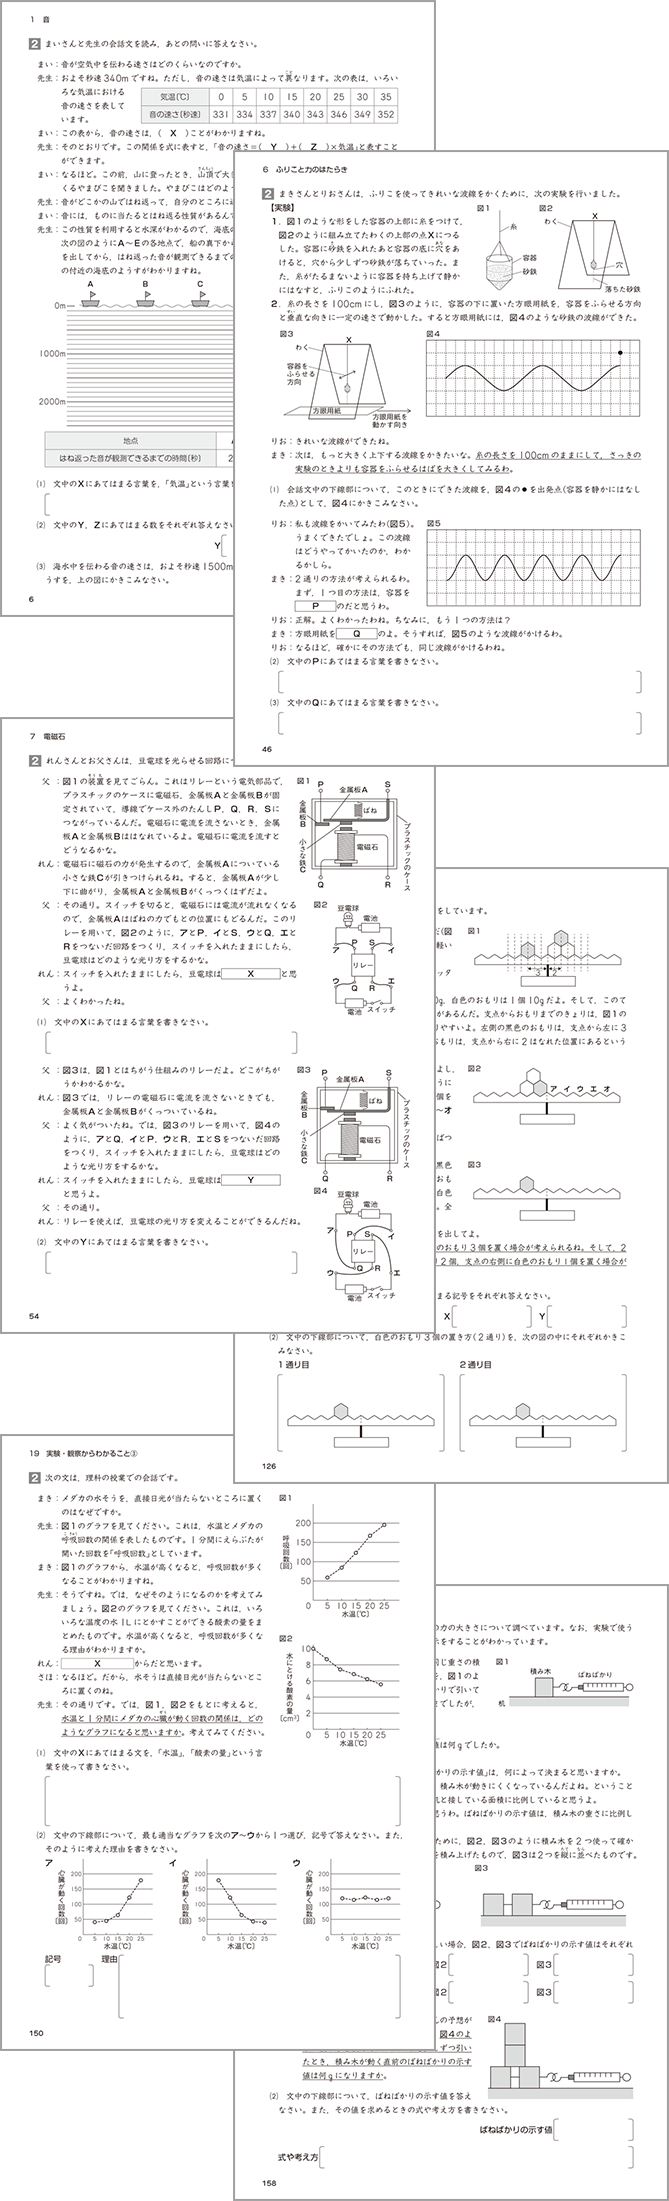 1 音
2 まいさんと先生の会話文を読み，あとの問いに答えなさい。
まい：音が空気中を伝わる速さはどのくらいなのですか。
先生：およそ秒速340mですね。ただし，音の速さは気温によって異なります。次の表は，いろい
ろな気温における
音の速さを表して
います。
気温〔℃〕 0 5 10 15 20 25 30 35
音の速さ〔秒速〕 331 334 337 340 343 346 349 352
まい：この表から，音の速さは，（ X ）ことがわかりますね。
先生：そのとおりです。この関係を式に表すと，「音の速さ＝（ Y ）＋（ Z ）×気温」と表すこと
ができます。
まい：なるほど。この前，山に登ったとき，山頂で大
くるやまびこを聞きました。やまびこはどのよ
先生：音がどこかの山ではね返って，自分のところに
まい：音には，ものに当たるとはね返る性質があるん
先生：この性質を利用すると水深がわかるので，海底
次の図のようにA～Eの各地点で，船の真下か
を出してから，はね返った音が観測できるまで
の付近の海底のようすがわかりますね。
A B C
0m
1000m
2000m
地点
はね返った音が観測できるまでの時間〔秒〕 2
(1) 文中のXにあてはまる言葉を，「気温」という言葉を
(2) 文中のY，Zにあてはまる数をそれぞれ答えなさい
Y
(3) 海水中を伝わる音の速さは，およそ秒速1500m
うすを，上の図にかきこみなさい。
6
6 ふりこと力のはたらき
2 まきさんとりおさんは，ふりこを使ってきれいな波線をかくために，次の実験を行いました。
【実験】
1．図1のような形をした容器の上部に糸をつけて，
図2のように組み立てたわくの上部の点Xにつる
した。容器に砂鉄を入れたあと容器の底に穴をあ
けると，穴から少しずつ砂鉄が落ちていった。ま
た，糸がたるまないように容器を持ち上げて静か
にはなすと，ふりこのようにふれた。
図1
糸
容器
砂鉄
図2
X
わく
穴
落ちた砂鉄
2．糸の長さを100cmにし，図3のように，容器の下に置いた方眼用紙を，容器をふらせる方向
と垂直な向きに一定の速さで動かした。すると方眼用紙には，図4のような砂鉄の波線ができた。
図3
X
わく
容器を
ふらせる
方向
方眼用紙
方眼用紙を
動かす向き
図4
りお：きれいな波線ができたね。
まき：次は，もっと大きく上下する波線をかきたいな。糸の長さを100cmのままにして，さっきの
実験のときよりも容器をふらせるはばを大きくしてみるわ。
(1) 会話文中の下線部について，このときにできた波線を，図4の●を出発点（容器を静かにはなし
た点）として，図4にかきこみなさい。
りお：私も波線をかいてみたわ（図5）。
うまくできたでしょ。この波線
はどうやってかいたのか，わか
るかしら。
図5
まき：2通りの方法が考えられるわ。
まず，1つ目の方法は，容器を
P のだと思うわ。
りお：正解。よくわかったわね。ちなみに，もう1つの方法は？
まき：方眼用紙を Q のよ。そうすれば，図5のような波線がかけるわ。
りお：なるほど，確かにその方法でも，同じ波線がかけるわね。
(2) 文中のPにあてはまる言葉を書きなさい。
(3) 文中のQにあてはまる言葉を書きなさい。
46
7 電磁石
2 れんさんとお父さんは，豆電球を光らせる回路に
父：図1の装置を見てごらん。これはリレーという電気部品で，
プラスチックのケースに電磁石，金属板Aと金属板Bが固
定されていて，導線でケース外のたんしP，Q，R，Sに
つながっているんだ。電磁石に電流を流さないとき，金属
板Aと金属板Bははなれているよ。電磁石に電流を流すと
どうなるかな。
れん：電磁石に磁石の力が発生するので，金属板Aについている
小さな鉄Cが引きつけられるね。すると，金属板Aが少し
下に曲がり，金属板Aと金属板Bがくっつくはずだよ。
父：その通り。スイッチを切ると，電磁石には電流が流れなくなる
ので，金属板Aはばねの力でもとの位置にもどるんだ。このリ
レーを用いて，図2のように，アとP，イとS，ウとQ，エと
Rをつないだ回路をつくり，スイッチを入れたままにしたら，
豆電球はどのような光り方をするかな。
れん：スイッチを入れたままにしたら，豆電球は X と思
うよ。
父：よくわかったね。
(1) 文中のXにあてはまる言葉を書きなさい。
図1
P 金属板A S
金属板B
ばね
小さな鉄C
電磁石
プラスチックのケース
Q R
図2
豆電球
電池
ア P S イ
リレー
ウ Q R エ
電池 スイッチ
父：図3は，図1とはちがう仕組みのリレーだよ。どこがちが
うかわかるかな。
れん：図3では，リレーの電磁石に電流を流さないときでも，
金属板Aと金属板Bがくっついているね。
父：よく気がついたね。では，図3のリレーを用いて，図4の
ように，アとQ，イとP，ウとR，エとSをつないだ回路
をつくり，スイッチを入れたままにしたら，豆電球はどの
ような光り方をするかな。
れん：スイッチを入れたままにしたら，豆電球は Y
と思うよ。
父：その通り。
れん：リレーを使えば，豆電球の光り方を変えることができるんだね。
(2) 文中のYにあてはまる言葉を書きなさい。
図3
P 金属板A S
金属板B
ばね
小さな鉄C
電磁石
プラスチックのケース
Q R
図4
豆電球
電池
ア P S イ
リレー
ウ Q R エ
電池 スイッチ
54
をしています。
だ（図
軽い
ッタ
図1
3 2
0g，白色のおもりは1個10gだよ。そして，このて
があるんだ。支点からおもりまでのきょりは，図1の
りやすいよ。左側の黒色のおもりは，支点から左に3
おもりは，支点から右に2はなれた位置にあるという
よし，
うに
個を
～オ
ばつ
図2
アイウエオ
黒色
おも
白色
。全
図3
を出してよ。
のおもり3個を置く場合が考えられるね。そして，2
り2個，支点の右側に白色のおもり1個を置く場合が
まる記号をそれぞれ答えなさい。
X Y
(2) 文中の下線部について，白色のおもり3個の置き方（2通り）を，次の図の中にそれぞれかきこ
みなさい。
1通り目 2通り目
126
19 実験・観察からわかること③
2 次の文は，理科の授業での会話です。
まき：メダカの水そうを，直接日光が当たらないところに置く
のはなぜですか。
先生：図1のグラフを見てください。これは，水温とメダカの
呼吸回数の関係を表したものです。1分間にえらぶたが
開いた回数を「呼吸回数」としています。
まき：図1のグラフから，水温が高くなると，呼吸回数が多く
なることがわかりますね。
先生：そうですね。では，なぜそのようになるのかを考えてみ
ましょう。図2のグラフを見てください。これは，いろ
いろな温度の水1Lにとかすことができる酸素の量をま
とめたものです。水温が高くなると，呼吸回数が多くな
る理由がわかりますか。
れん： X からだと思います。
さほ：なるほど。だから，水そうは直接日光が当たらないとこ
ろに置くのね。
先生：その通りです。では，図1，図2をもとに考えると，
水温と1分間にメダカの心臓が動く回数の関係は，どの
ようなグラフになると思いますか。考えてみてください。
図1
呼吸回数〔回〕
200
150
100
50
0 5 10 15 20 25
水温〔℃〕
図2
水にとける酸素の量〔cm³〕
10
8
6
4
2
0 5 10 15 20 25
水温〔℃〕
(1) 文中のXにあてはまる文を，「水温」，「酸素の量」という言
葉を使って書きなさい。
(2) 文中の下線部について，最も適当なグラフを次のア～ウから1つ選び，記号で答えなさい。また，
そのように考えた理由を書きなさい。
ア
心臓が動く回数〔回〕
200
150
100
50
0 5 10 15 20 25
水温〔℃〕
イ
心臓が動く回数〔回〕
200
150
100
50
0 5 10 15 20 25
水温〔℃〕
ウ
心臓が動く回数〔回〕
200
150
100
50
0 5 10 15 20 25
水温〔℃〕
記号 理由
150
の力の大きさについて調べています。なお，実験で使う
をすることがわかっています。
同じ重さの積
を，図1のよ
かりで引いて
でしたが，
図1
積み木 ばねばかり
机
値は何gでしたか。
かりの示す値」は，何によって決まると思いますか。
，積み木が動きにくくなっているんだよね。ということ
机と接している面積に比例していると思うよ。
思うわ。ばねばかりの示す値は，積み木の重さに比例し
ために，図2，図3のように積み木を2つ使って確か
を積み上げたもので，図3は2つを縦に並べたものです。
図3
い場合，図2，図3でばねばかりの示す値はそれぞれ
図2 図3
図2 図3
んの予想が
，図4のよ
ずつ引い
たとき，積み木が動く直前のばねばかりの示す
値は何gになりますか。
図4
(2) 文中の下線部について，ばねばかりの示す値を答え
なさい。また，その値を求めるときの式や考え方を書きなさい。
ばねばかりの示す値
式や考え方
158